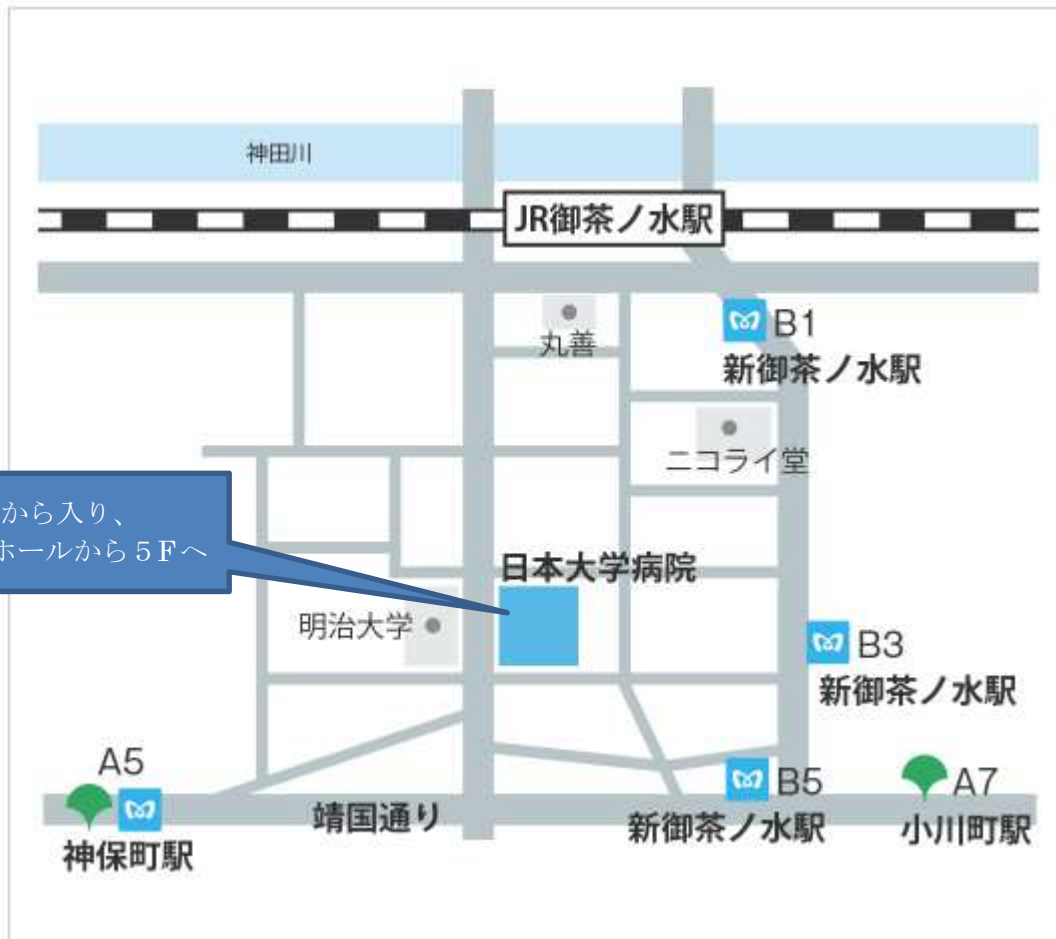 神田川
JR御茶ノ水駅
丸善
B1
新御茶ノ水駅
ニコライ堂
から入り、
ホールから５Fへ
日本大学病院
明治大学
B3
新御茶ノ水駅
A5
神保町駅
靖国通り
B5
新御茶ノ水駅
A7
小川町駅